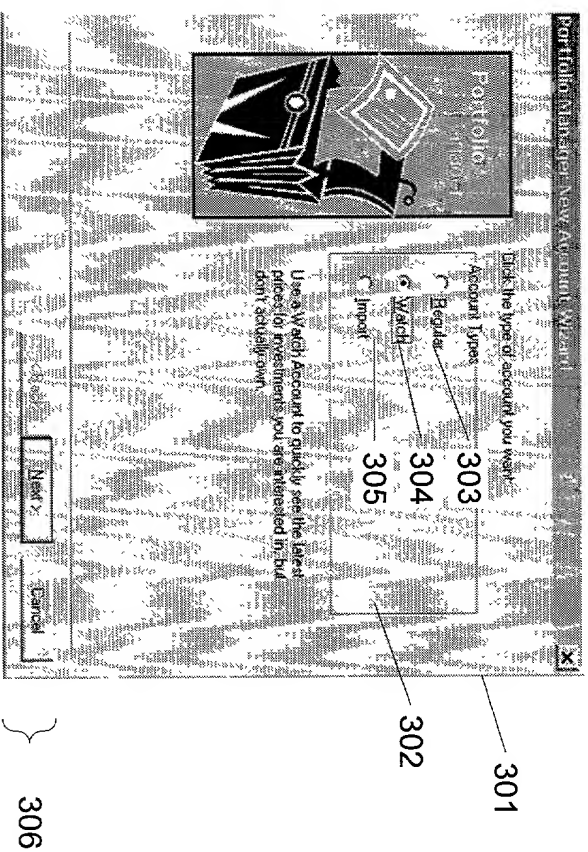 Portfolio Manager New Account Wizard
Click the type of account you want.
Portfolio
Account Types
Regular
Watch
Import
303
304
305
Use a Watch Account to quickly see the latest
prices for investments you are interested in, but
don't actually own.
< Back
Next >
Cancel
301
302
306